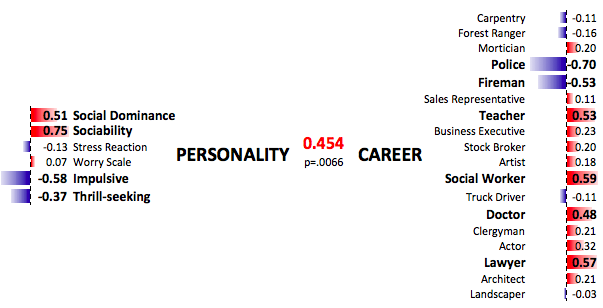 0.51 Social Dominance
0.75 Sociability
-0.13 Stress Reaction
0.07 Worry Scale
-0.58 Impulsive
-0.37 Thrill-seeking
PERSONALITY
0.454
p=.0066
CAREER
Carpentry -0.11
Forest Ranger -0.16
Mortician 0.20
Police -0.70
Fireman -0.53
Sales Representative 0.11
Teacher 0.53
Business Executive 0.23
Stock Broker 0.20
Artist 0.18
Social Worker 0.59
Truck Driver -0.11
Doctor 0.48
Clergyman 0.21
Actor 0.32
Lawyer 0.57
Architect 0.21
Landscaper -0.03